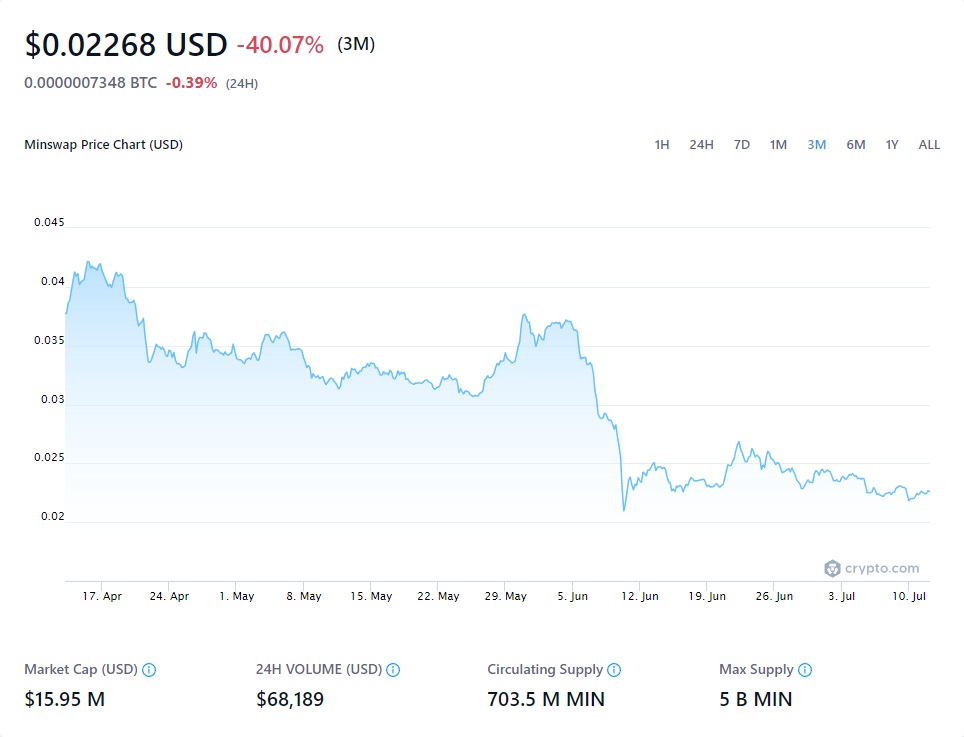 $0.02268 USD -40.07% (3M)
0.0000007348 BTC -0.39% (24H)
Minswap Price Chart (USD) 1H 24H 7D 1M 3M 6M 1Y ALL
0.045
0.04
0.035
0.03
0.025
0.02
crypto.com
17. Apr 24. Apr 1. May 8. May 15. May 22. May 29. May 5. Jun 12. Jun 19. Jun 26. Jun 3. Jul 10. Jul
Market Cap (USD) 24H VOLUME (USD) Circulating Supply Max Supply
$15.95 M $68,189 703.5 M MIN 5 B MIN